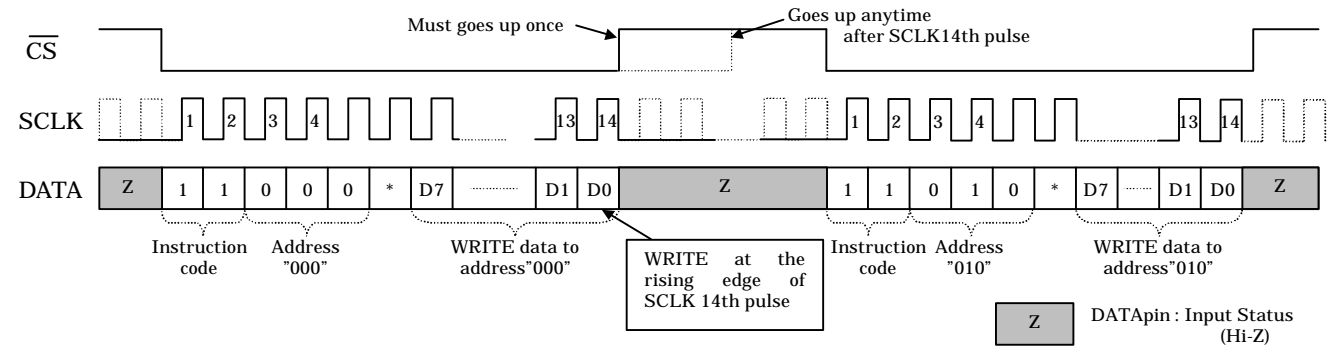 Must goes up once
Goes up anytime
after SCLK14th pulse
CS
SCLK
1 2 3 4 13 14 1 2 3 4 13 14
DATA
Z 1 1 0 0 0 * D7 D1 D0 Z 1 1 0 1 0 * D7 D1 D0 Z
Instruction
code
Address
"000"
WRITE data to
address"000"
WRITE at the
rising edge of
SCLK 14th pulse
Instruction
code
Address
"010"
WRITE data to
address"010"
Z
DATApin : Input Status
(Hi-Z)